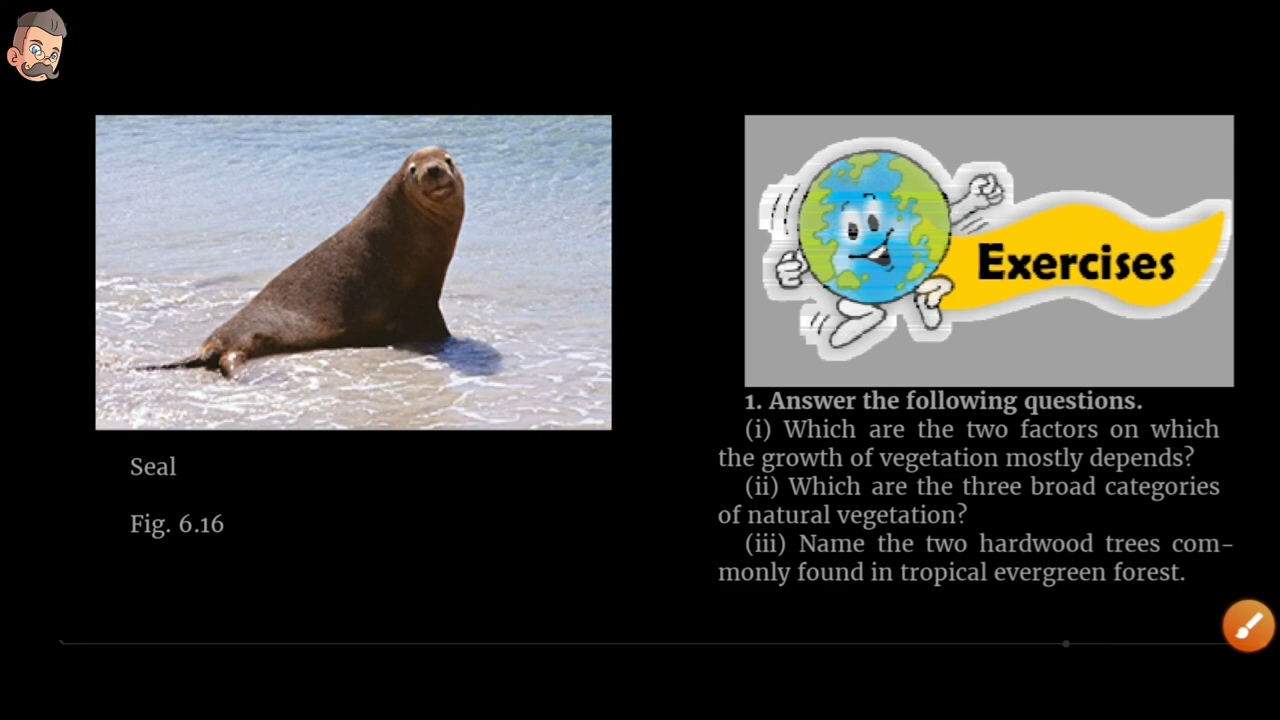 Seal
Fig. 6.16
Exercises
1. Answer the following questions.
(i) Which are the two factors on which
the growth of vegetation mostly depends?
(ii) Which are the three broad categories
of natural vegetation?
(iii) Name the two hardwood trees com-
monly found in tropical evergreen forest.